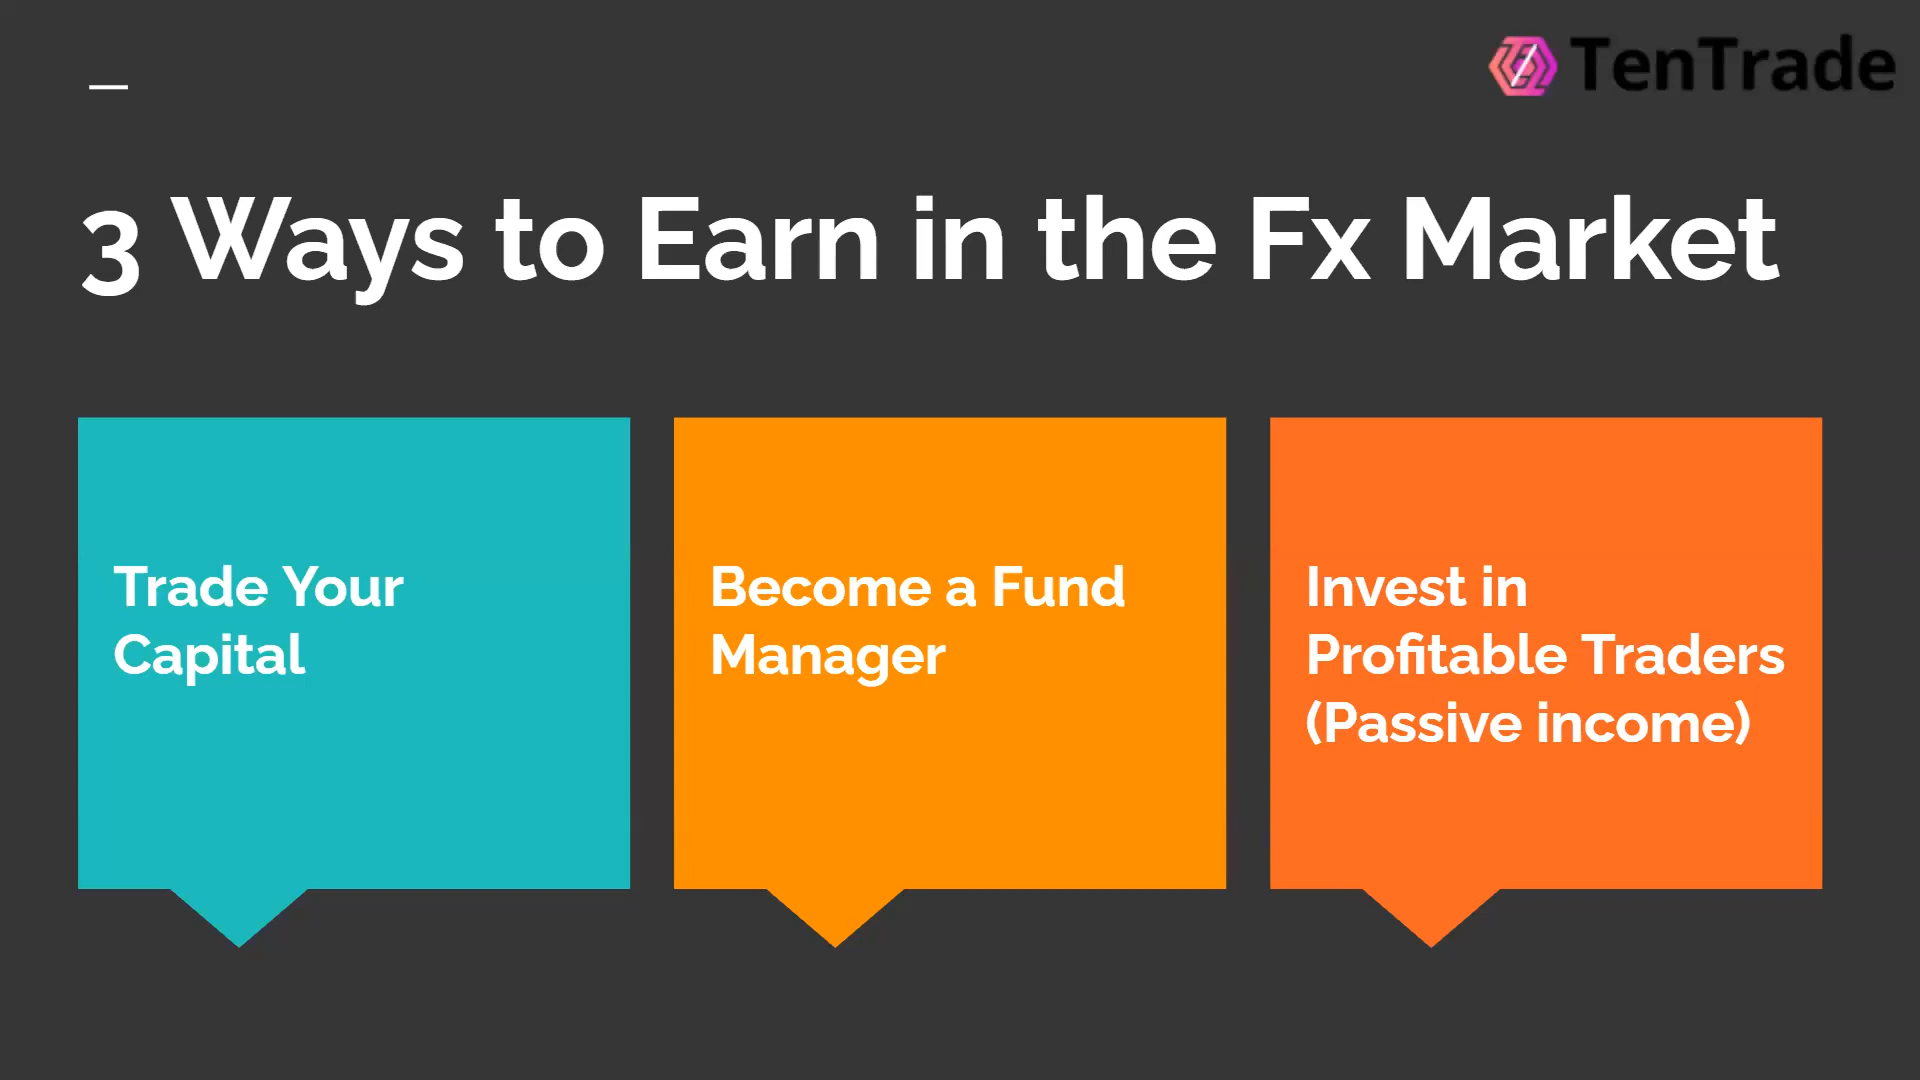 TenTrade
3 Ways to Earn in the Fx Market
Trade Your
Capital
Become a Fund
Manager
Invest in
Profitable Traders
(Passive income)